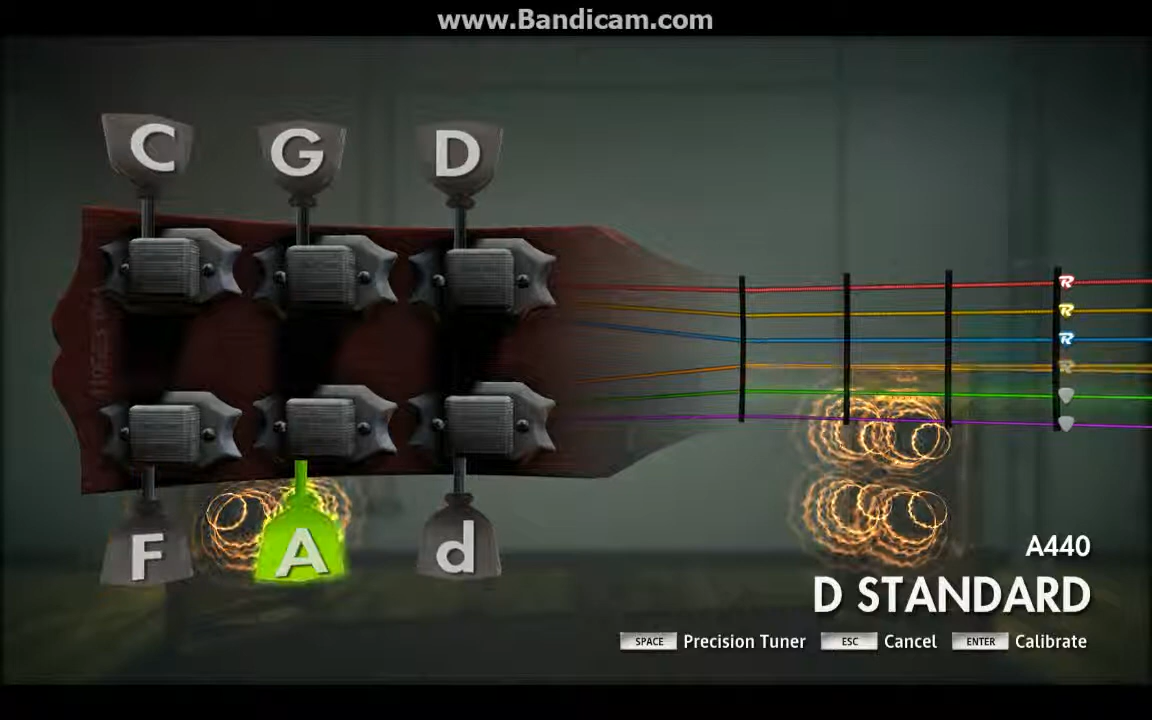 www.Bandicam.com
C G D
F A d
A440
D STANDARD
SPACE Precision Tuner ESC Cancel ENTER Calibrate